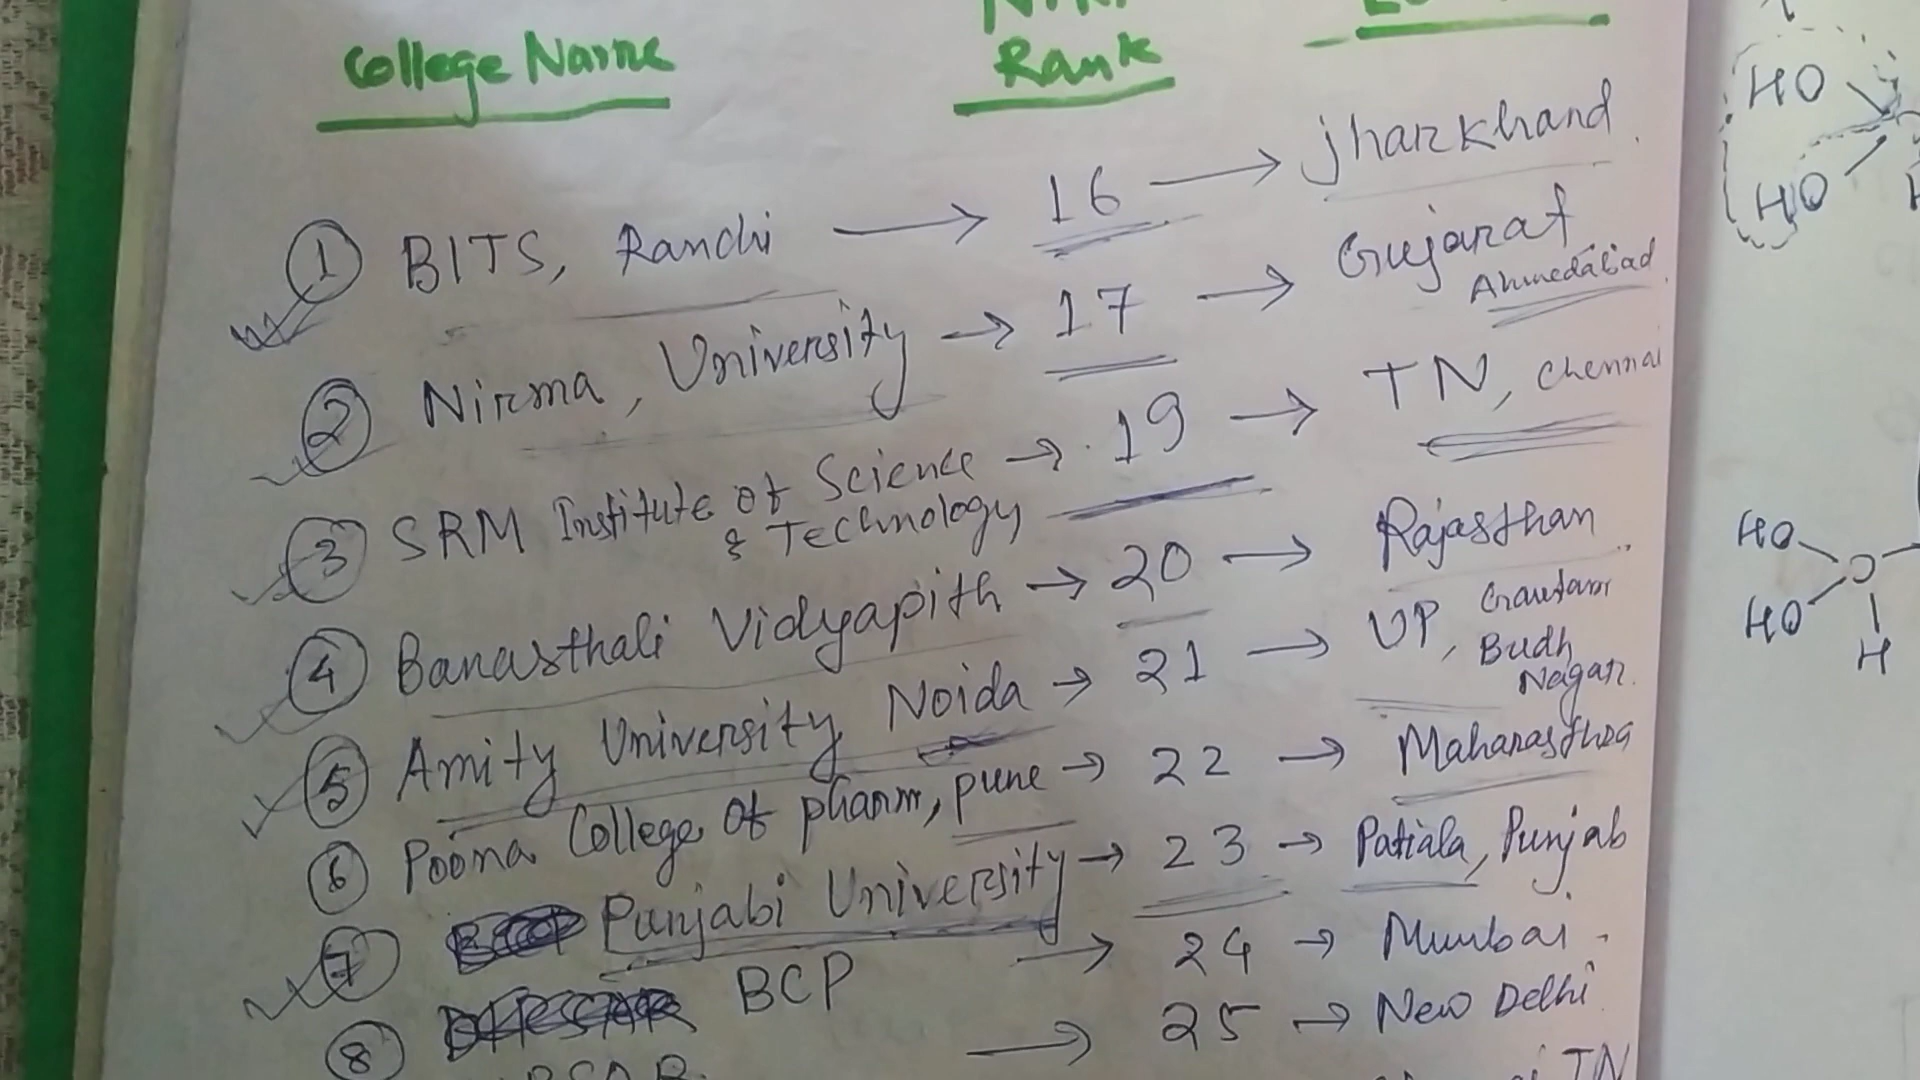 College Name
Rank
① BITS, Ranchi → 16 → Jharkhand.
② Nirma, University → 17 → Gujarat
Ahmedabad.
③ SRM Institute of Science → 19 → TN, Chennai
& Technology
④ Banasthali Vidyapith → 20 → Rajasthan
⑤ Amity University Noida → 21 → UP, Gautam
Budh
Nagar.
⑥ Poona College of pharm, pune → 22 → Maharasthra
⑦ Punjabi University → 23 → Patiala, Punjab
⑧ BCP → 24 → Mumbai.
→ 25 → New Delhi
TN
HO
HO
HO
HO
H